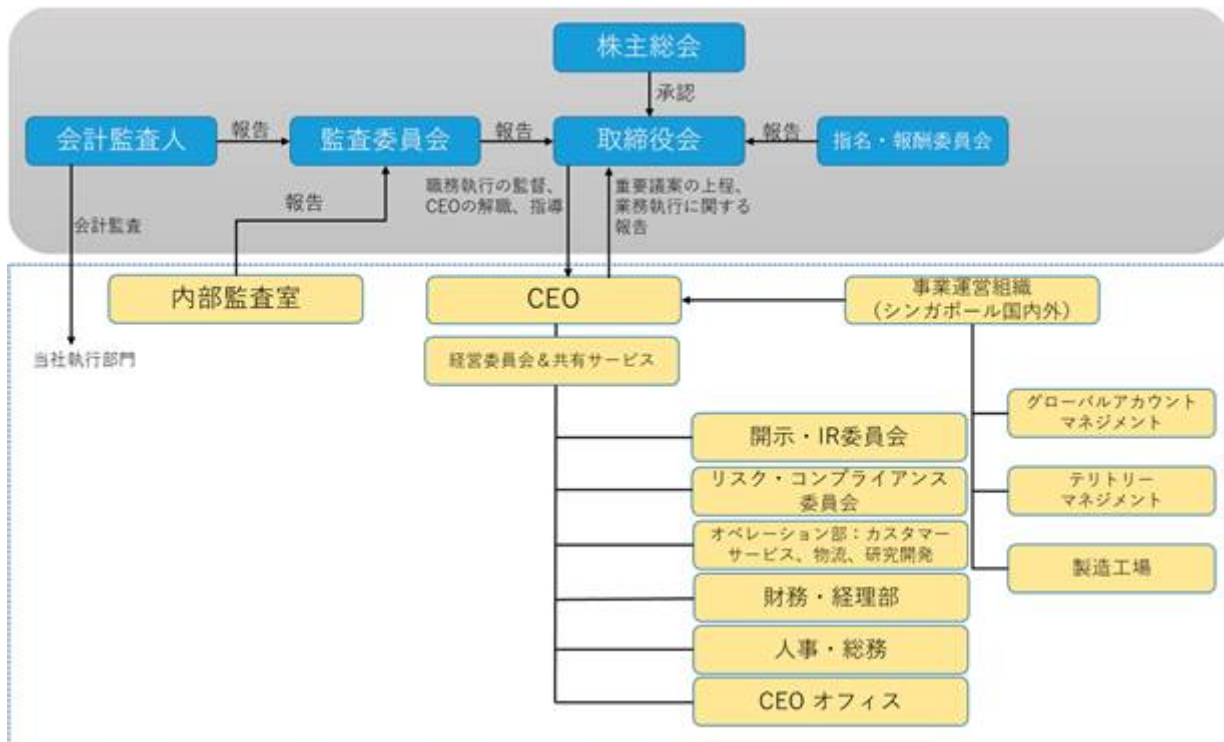 株主総会
承認
会計監査人
報告
監査委員会
報告
取締役会
報告
指名・報酬委員会
職務執行の監督、
CEOの解職、指導
重要議案の上程、
業務執行に関する
報告
報告
会計監査
内部監査室
CEO
事業運営組織
（シンガポール国内外）
当社執行部門
経営委員会＆共有サービス
グローバルアカウント
マネジメント
開示・IR委員会
リスク・コンプライアンス
委員会
テリトリー
マネジメント
オペレーション部：カスタマー
サービス、物流、研究開発
製造工場
財務・経理部
人事・総務
CEO オフィス